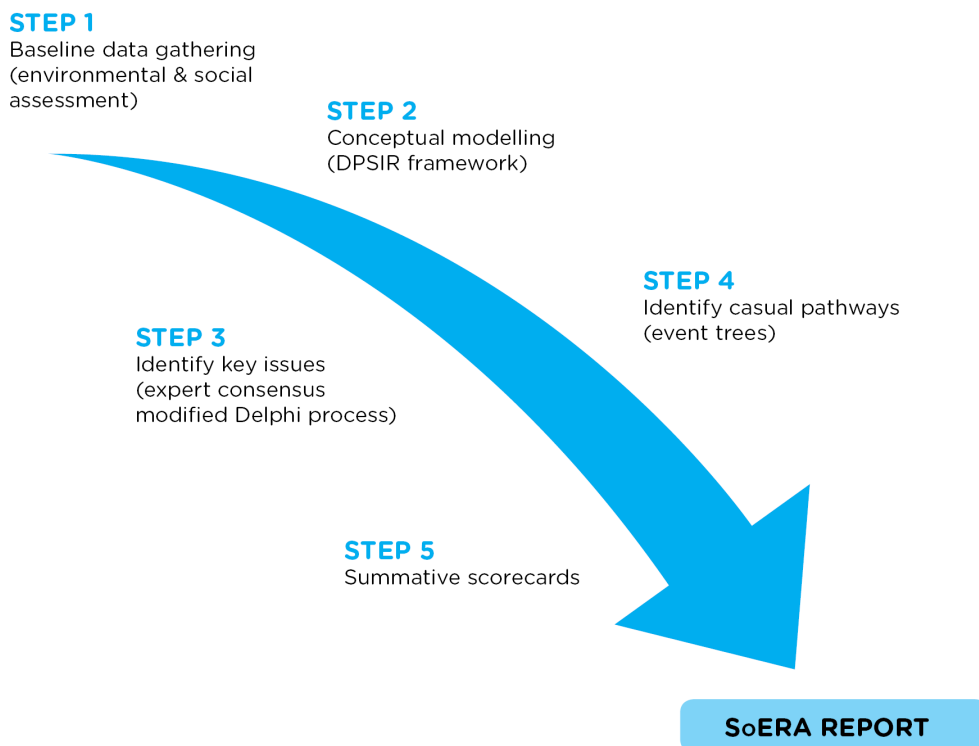 STEP 1
Baseline data gathering
(environmental & social
assessment)
STEP 2
Conceptual modelling
(DPSIR framework)
STEP 3
Identify key issues
(expert consensus
modified Delphi process)
STEP 4
Identify casual pathways
(event trees)
STEP 5
Summative scorecards
SoERA REPORT